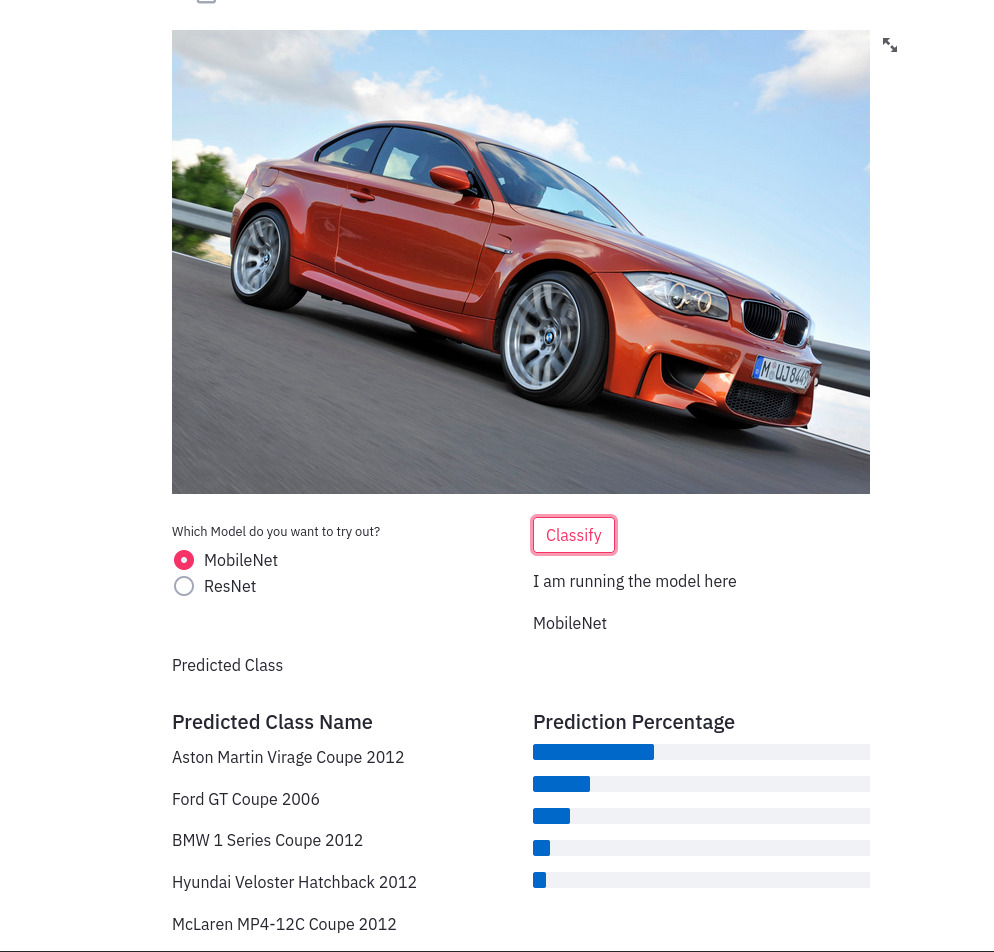 M UJ 8449
Which Model do you want to try out?
MobileNet
ResNet
Classify
I am running the model here
MobileNet
Predicted Class
Predicted Class Name
Prediction Percentage
Aston Martin Virage Coupe 2012
Ford GT Coupe 2006
BMW 1 Series Coupe 2012
Hyundai Veloster Hatchback 2012
McLaren MP4-12C Coupe 2012